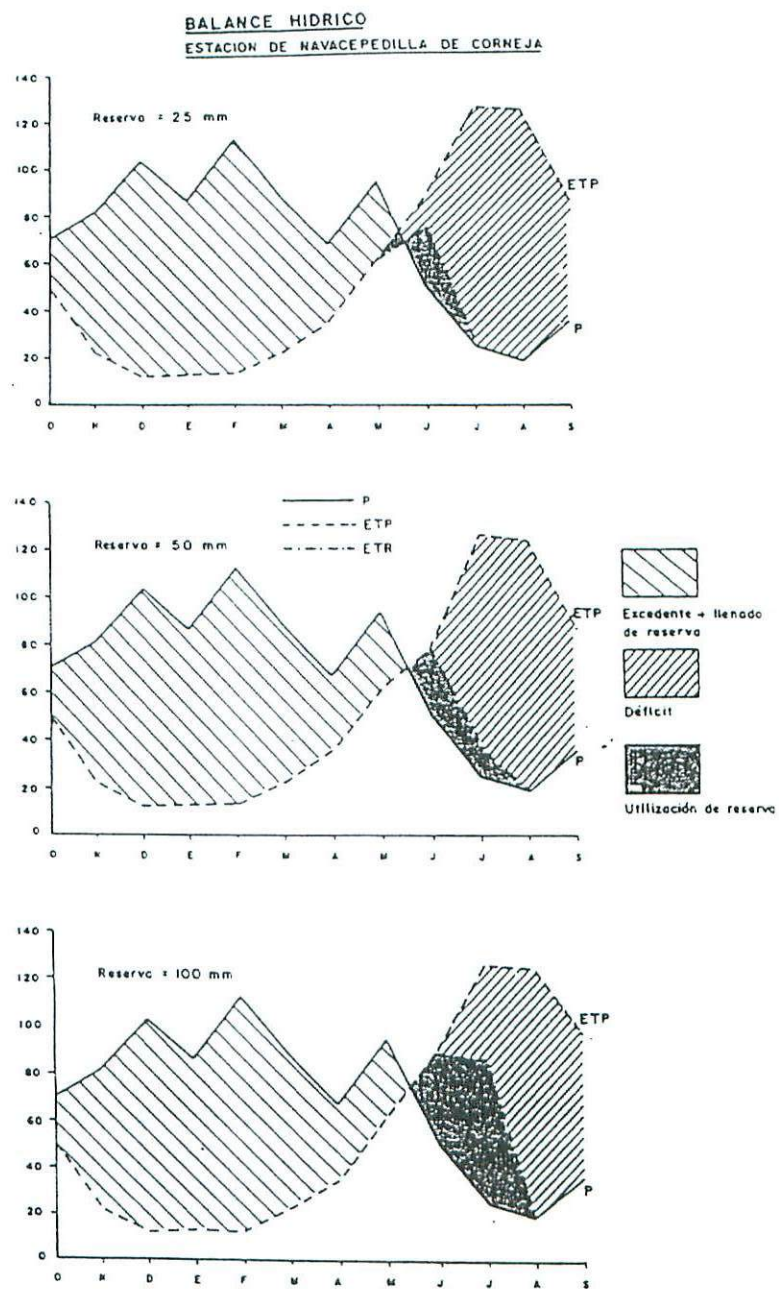 BALANCE HIDRICO
ESTACION DE NAVACEPEDILLA DE CORNEJA
140
120
100
80
60
40
20
0
Reserva = 25 mm
ETP
P
O N D E F M A M J J A S
140
120
100
80
60
40
20
0
Reserva = 50 mm
P
ETP
ETR
ETP
P
O N D E F M A M J J A S
Excedente + llenado
de reserva
Déficit
Utilización de reserva
140
120
100
80
60
40
20
0
Reserva = 100 mm
ETP
P
O N D E F M A M J J A S